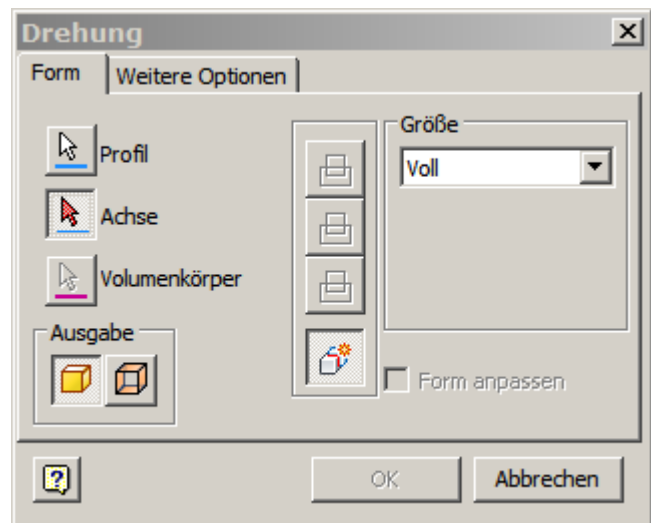 Drehung
Form Weitere Optionen
Profil
Achse
Volumenkörper
Ausgabe
Größe
Voll
Form anpassen
?
OK Abbrechen